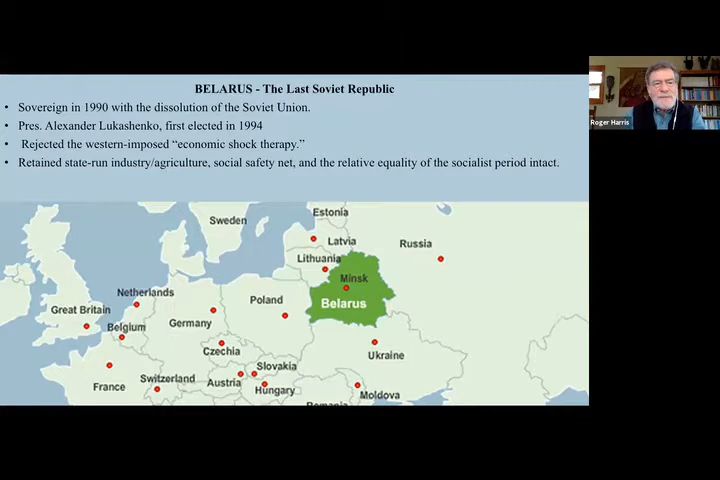 BELARUS - The Last Soviet Republic
• Sovereign in 1990 with the dissolution of the Soviet Union.
• Pres. Alexander Lukashenko, first elected in 1994
• Rejected the western-imposed “economic shock therapy.”
• Retained state-run industry/agriculture, social safety net, and the relative equality of the socialist period intact.
Roger Harris
Estonia
Sweden
Latvia
Russia
Lithuania
Minsk
Netherlands
Poland
Belarus
Great Britain
Germany
Belgium
Czechia
Ukraine
Slovakia
France
Switzerland
Austria
Hungary
Moldova
Romania